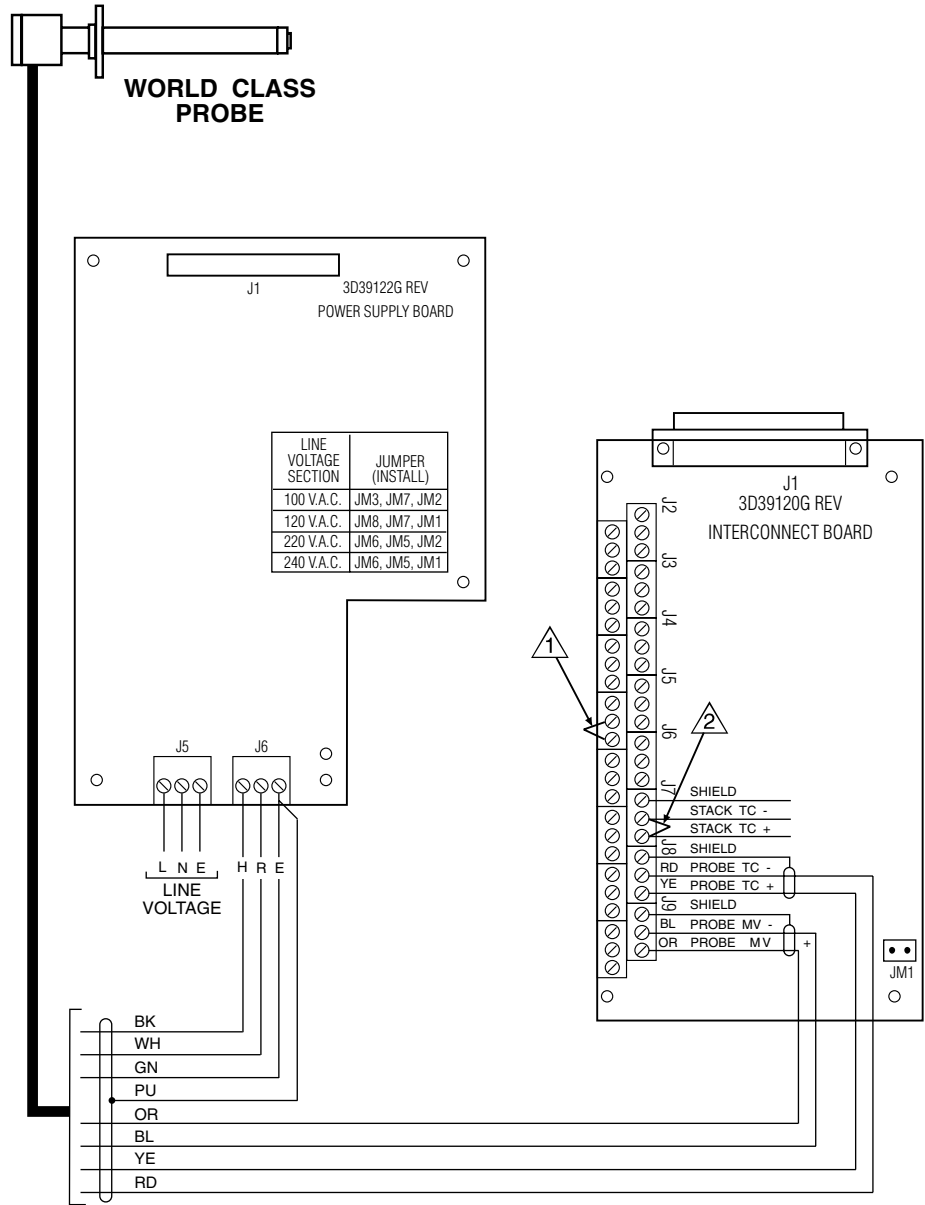 WORLD CLASS
PROBE
J1
3D39122G REV
POWER SUPPLY BOARD
LINE VOLTAGE SECTION JUMPER (INSTALL)
100 V.A.C. JM3, JM7, JM2
120 V.A.C. JM8, JM7, JM1
220 V.A.C. JM6, JM5, JM2
240 V.A.C. JM6, JM5, JM1
J5 J6
L N E H R E
LINE
VOLTAGE
J1
3D39120G REV
INTERCONNECT BOARD
J2
J3
J4
J5
J6
J7
J8
J9
1
2
SHIELD
STACK TC -
STACK TC +
SHIELD
RD PROBE TC -
YE PROBE TC +
SHIELD
BL PROBE MV -
OR PROBE MV +
JM1
BK
WH
GN
PU
OR
BL
YE
RD